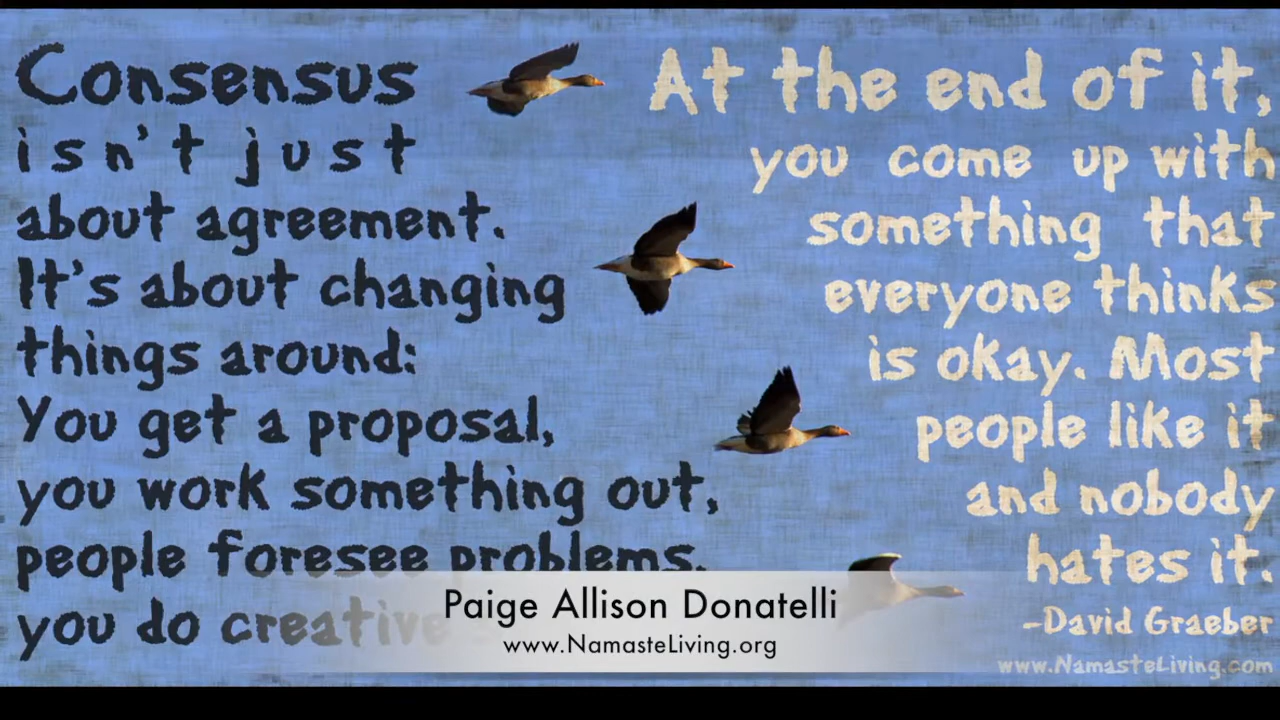 Consensus
isn't just
about agreement.
It's about changing
things around:
You get a proposal,
you work something out,
people foresee problems,
you do creative
At the end of it,
you come up with
something that
everyone thinks
is okay. Most
people like it
and nobody
hates it.
-David Graeber
www.NamasteLiving.com
Paige Allison Donatelli
www.NamasteLiving.org